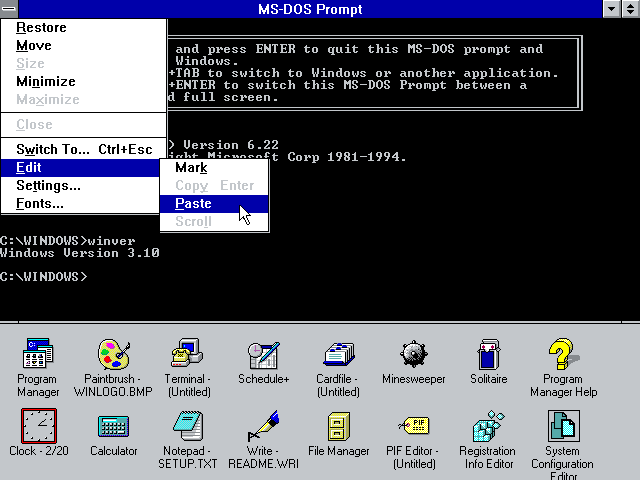 MS-DOS Prompt
Restore
Move
Size
Minimize
Maximize
Close
Switch To... Ctrl+Esc
Edit
Settings...
Fonts...
Mark
Copy Enter
Paste
Scroll
and press ENTER to quit this MS-DOS prompt and
Windows.
+TAB to switch to Windows or another application.
+ENTER to switch this MS-DOS Prompt between a
d full screen.
) Version 6.22
ight Microsoft Corp 1981-1994.
C:\WINDOWS>winver
Windows Version 3.10
C:\WINDOWS>
Program
Manager
Paintbrush -
WINLOGO.BMP
Terminal -
(Untitled)
Schedule+
Cardfile -
(Untitled)
Minesweeper
Solitaire
Program
Manager Help
Clock - 2/20
Calculator
Notepad -
SETUP.TXT
Write -
README.WRI
File Manager
PIF Editor -
(Untitled)
Registration
Info Editor
System
Configuration
Editor